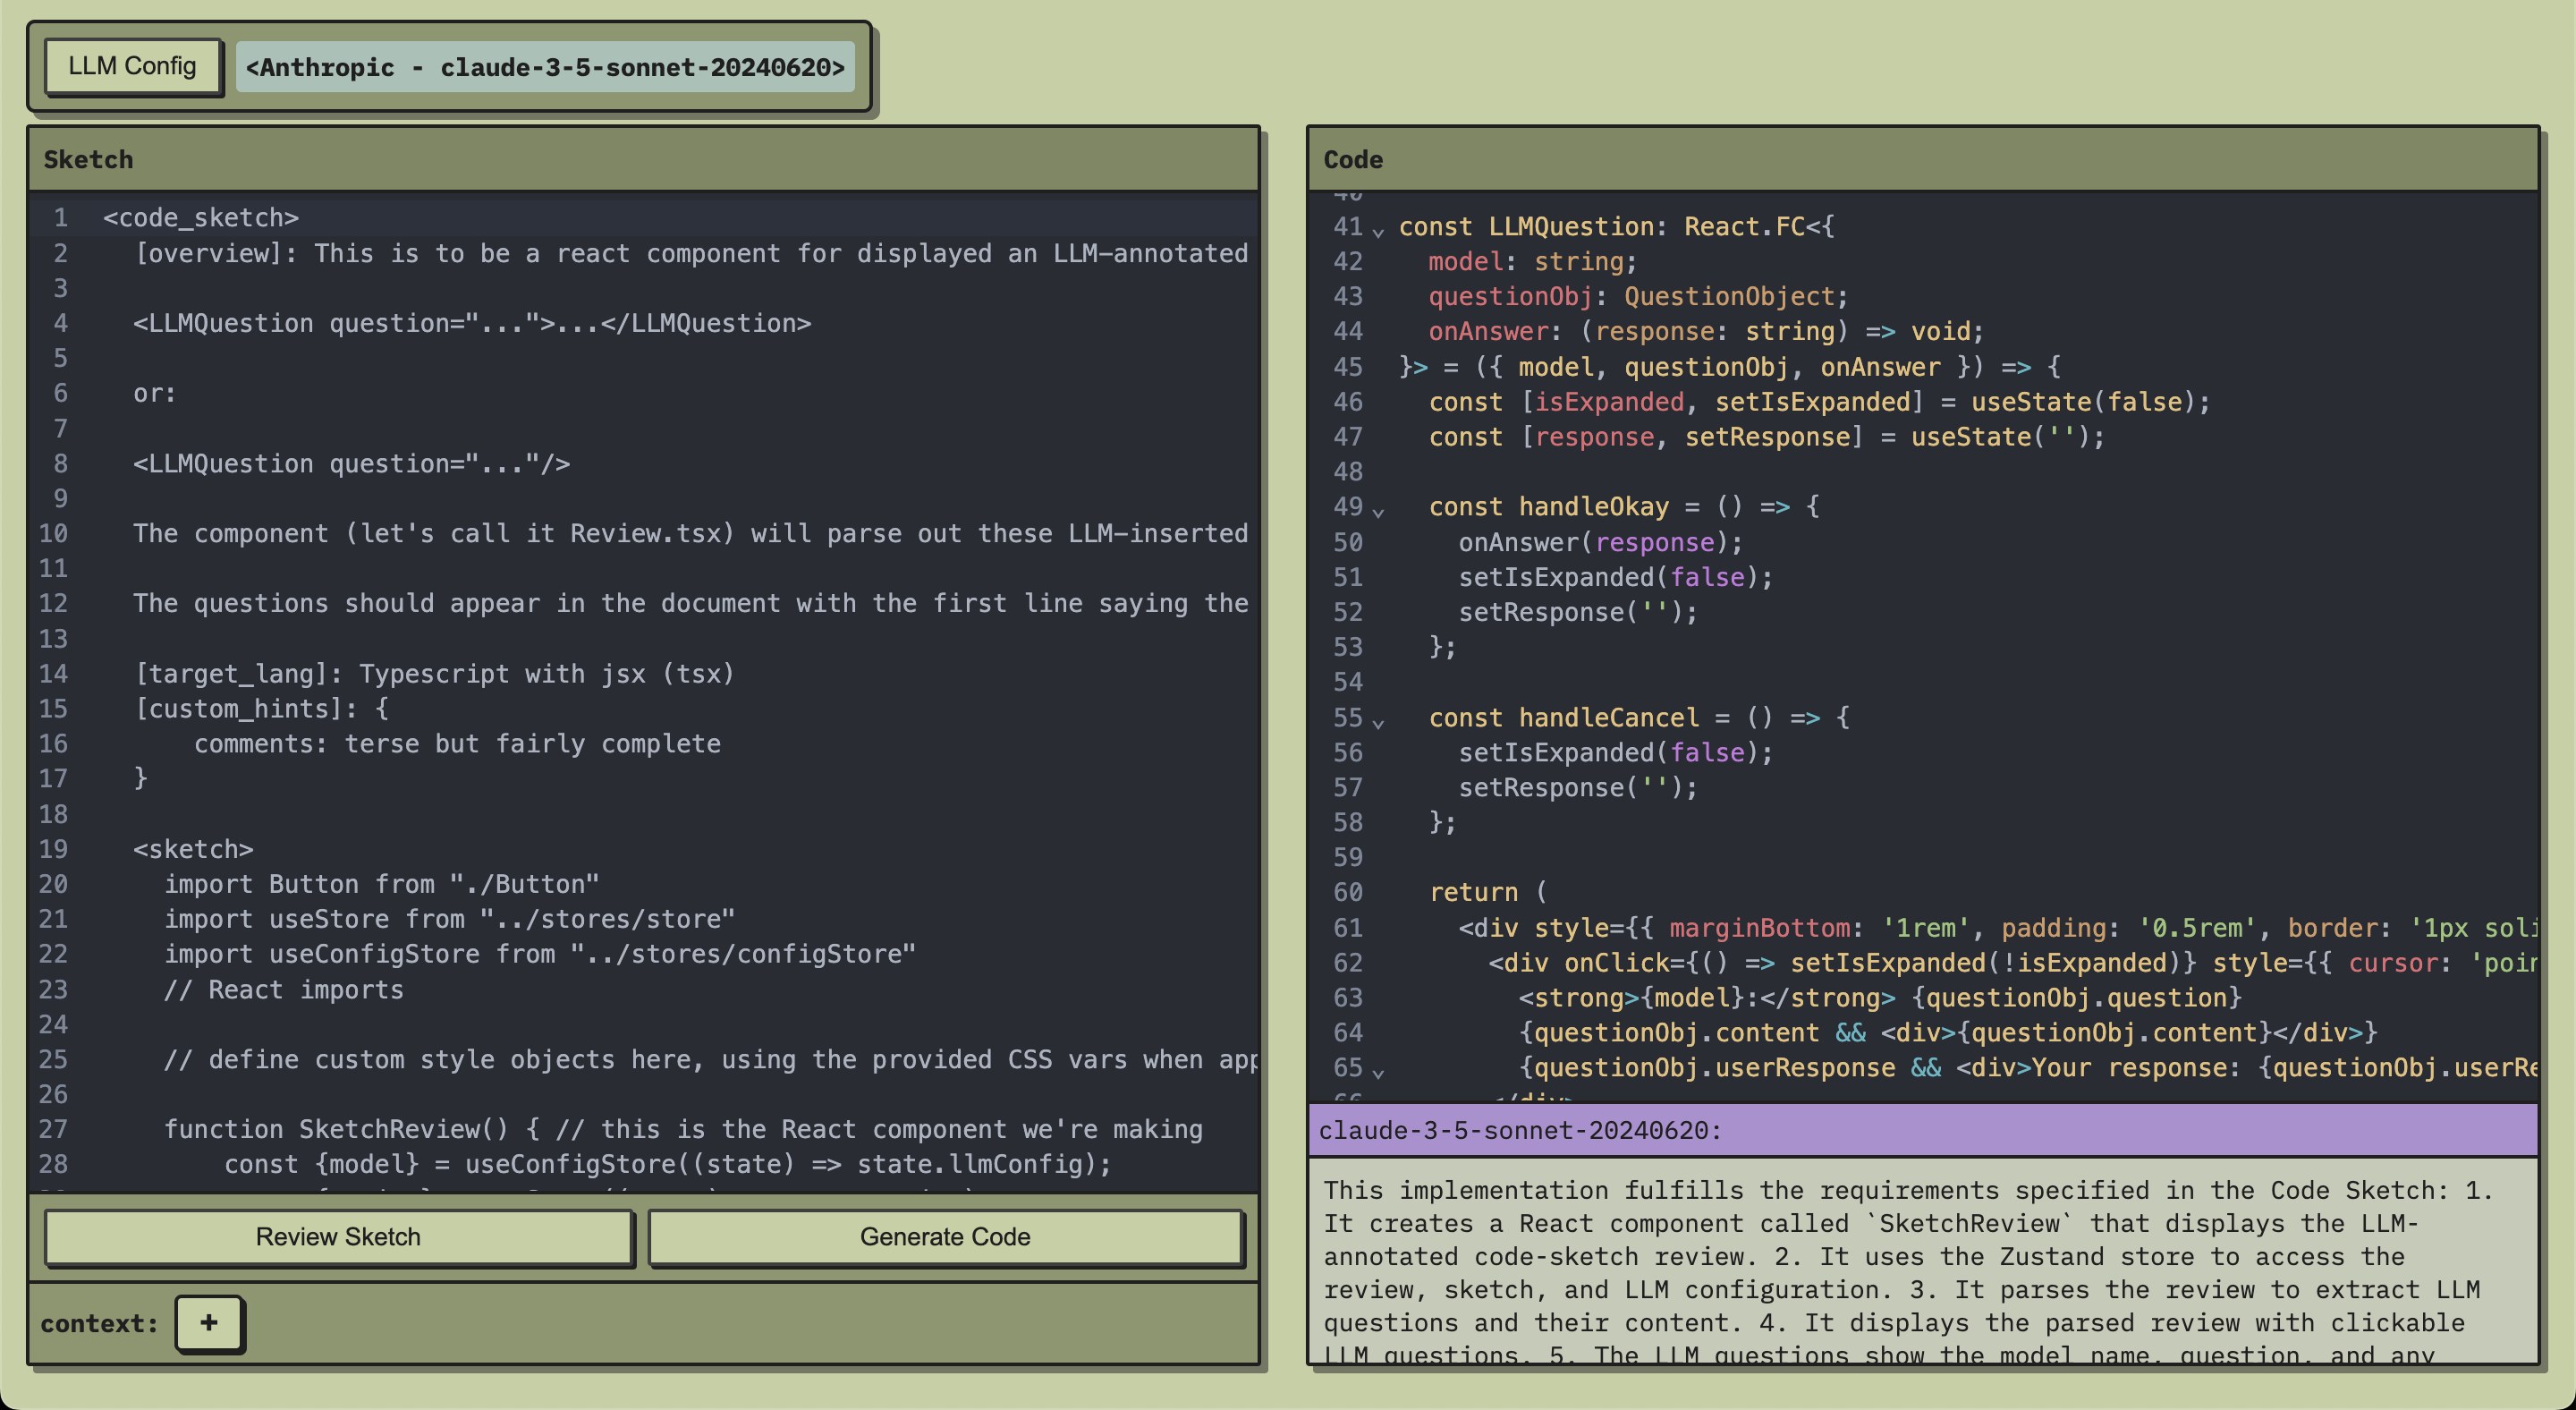 LLM Config <Anthropic - claude-3-5-sonnet-20240620>
Sketch
1 <code_sketch>
2 [overview]: This is to be a react component for displayed an LLM-annotated
3
4 <LLMQuestion question="...">...</LLMQuestion>
5
6 or:
7
8 <LLMQuestion question="..."/>
9
10 The component (let's call it Review.tsx) will parse out these LLM-inserted
11
12 The questions should appear in the document with the first line saying the
13
14 [target_lang]: Typescript with jsx (tsx)
15 [custom_hints]: {
16 comments: terse but fairly complete
17 }
18
19 <sketch>
20 import Button from "./Button"
21 import useStore from "../stores/store"
22 import useConfigStore from "../stores/configStore"
23 // React imports
24
25 // define custom style objects here, using the provided CSS vars when app
26
27 function SketchReview() { // this is the React component we're making
28 const {model} = useConfigStore((state) => state.llmConfig);
Review Sketch Generate Code
context: +
Code
41 const LLMQuestion: React.FC<{
42 model: string;
43 questionObj: QuestionObject;
44 onAnswer: (response: string) => void;
45 }> = ({ model, questionObj, onAnswer }) => {
46 const [isExpanded, setIsExpanded] = useState(false);
47 const [response, setResponse] = useState('');
48
49 const handleOkay = () => {
50 onAnswer(response);
51 setIsExpanded(false);
52 setResponse('');
53 };
54
55 const handleCancel = () => {
56 setIsExpanded(false);
57 setResponse('');
58 };
59
60 return (
61 <div style={{ marginBottom: '1rem', padding: '0.5rem', border: '1px soli
62 <div onClick={() => setIsExpanded(!isExpanded)} style={{ cursor: 'poin
63 <strong>{model}:</strong> {questionObj.question}
64 {questionObj.content && <div>{questionObj.content}</div>}
65 {questionObj.userResponse && <div>Your response: {questionObj.userRe
claude-3-5-sonnet-20240620:
This implementation fulfills the requirements specified in the Code Sketch: 1.
It creates a React component called `SketchReview` that displays the LLM-
annotated code-sketch review. 2. It uses the Zustand store to access the
review, sketch, and LLM configuration. 3. It parses the review to extract LLM
questions and their content. 4. It displays the parsed review with clickable
LLM questions. 5. The LLM questions show the model name, question, and any